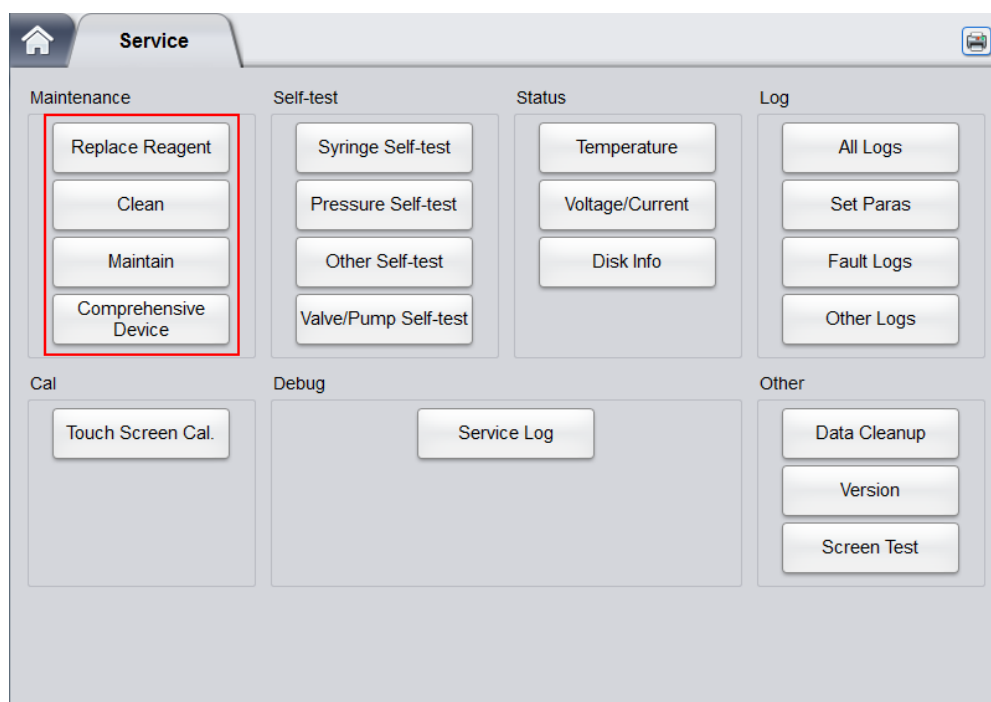 Service
Maintenance
Replace Reagent
Clean
Maintain
Comprehensive
Device
Self-test
Syringe Self-test
Pressure Self-test
Other Self-test
Valve/Pump Self-test
Status
Temperature
Voltage/Current
Disk Info
Log
All Logs
Set Paras
Fault Logs
Other Logs
Cal
Touch Screen Cal.
Debug
Service Log
Other
Data Cleanup
Version
Screen Test